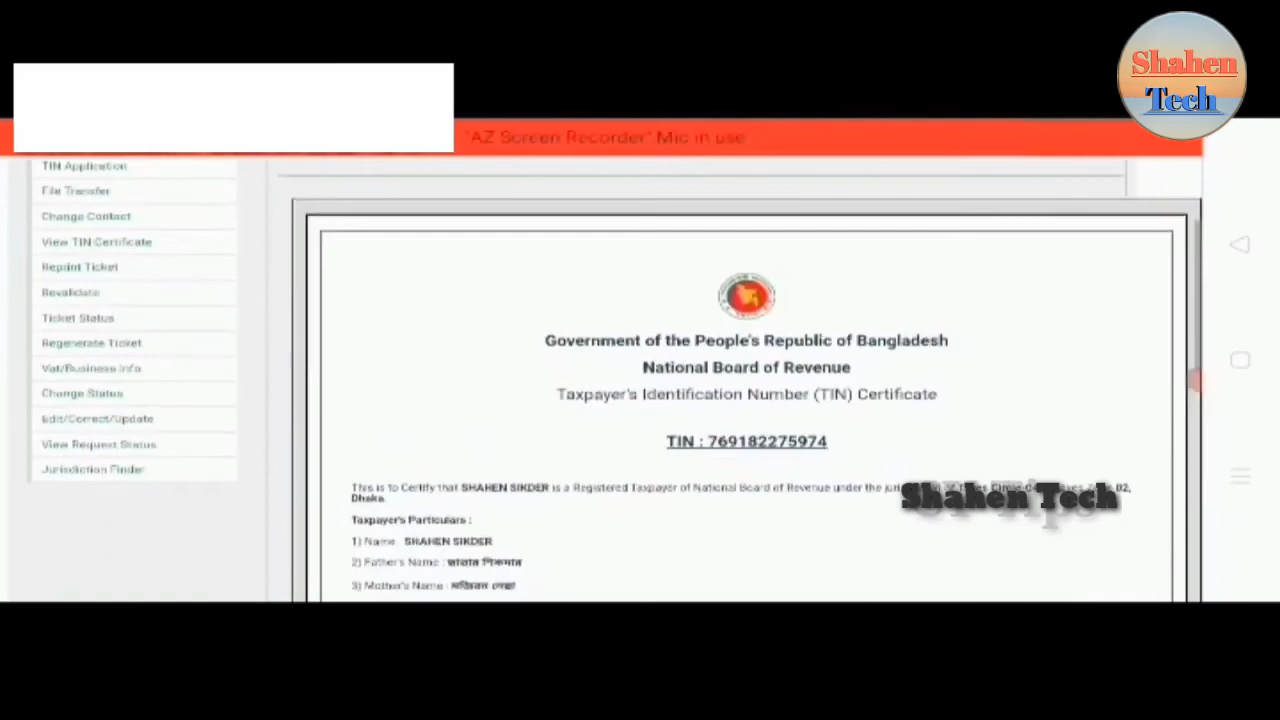 Shahen
Tech
"AZ Screen Recorder" Mic in use
TIN Application
File Transfer
Change Contact
View TIN Certificate
Reprint Ticket
Revalidate
Ticket Status
Regenerate Ticket
Vat/Business Info
Change Status
Edit/Correct/Update
View Request Status
Jurisdiction Finder
Government of the People's Republic of Bangladesh
National Board of Revenue
Taxpayer's Identification Number (TIN) Certificate
TIN : 769182275974
This is to Certify that SHAHEN SIKDER is a Registered Taxpayer of National Board of Revenue under the 02,
Dhaka.
Shahen Tech
Taxpayer's Particulars :
1) Name : SHAHEN SIKDER
2) Father's Name :
3) Mother's Name :